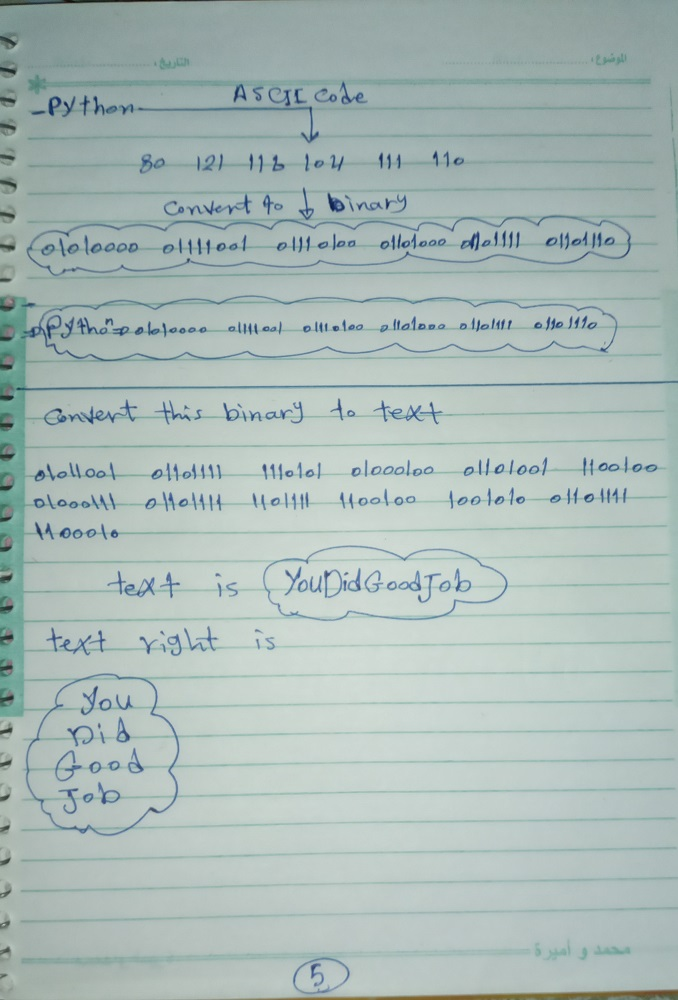 الموضوع: التاريخ:
ASCII Code
- Python
80 121 116 104 111 110
Convert to binary
01010000 01111001 01110100 01101000 01101111 01101110
⇒ Python ⇒ 01010000 01111001 01110100 01101000 01101111 01101110
Convert this binary to text
01011001 01101111 1110101 01000100 01101001 1100100
01000111 01101111 1101111 1100100 1001010 01101111
1100010
text is YouDidGoodJob
text right is
You
Did
Good
Job
محمد و أميرة
5